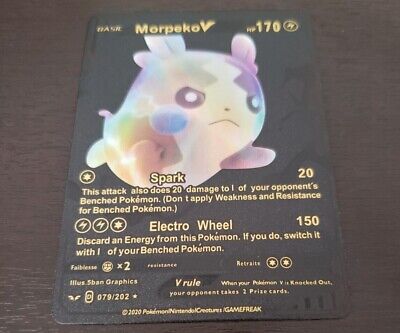 BASIC MorpekoV HP170
Spark 20
This attack also does 20 damage to I of your opponent's
Benched Pokémon. (Don t apply Weakness and Resistance
for Benched Pokémon.)
Electro Wheel 150
Discard an Energy from this Pokémon. If you do, switch it
with I of your Benched Pokémon.
Faiblesse ×2 resistance Retraite
Illus.5ban Graphics V rule When your Pokémon V is Knocked Out,
079/202 ★ your opponent takes 2 Prize cards.
©2020 Pokémon/Nintendo/Creatures /GAMEFREAK